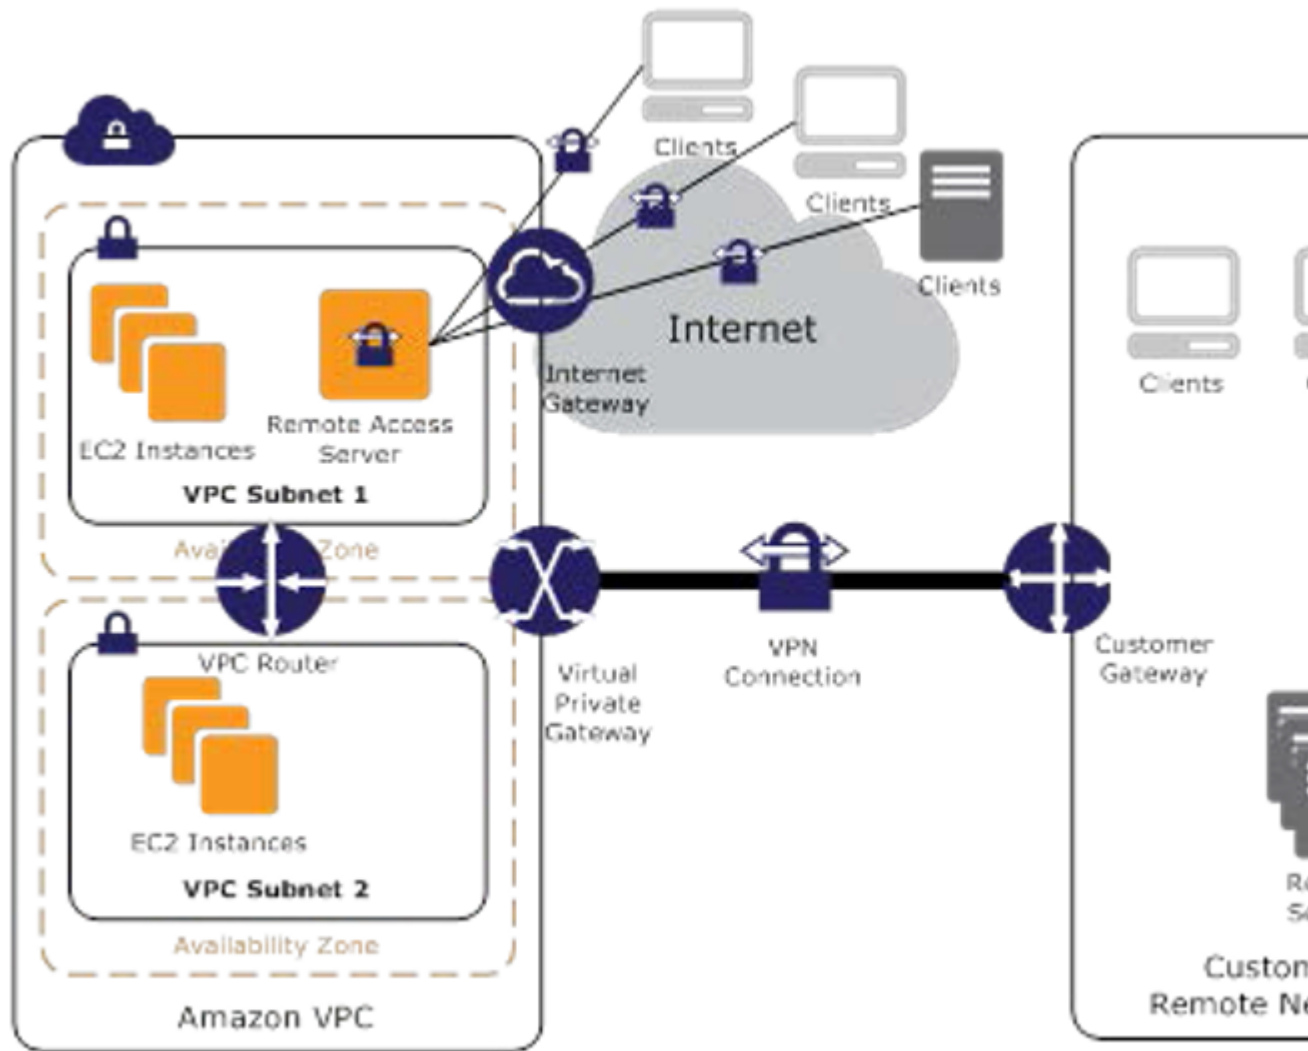 Clients
Clients
Clients
Internet
Internet
Gateway
EC2 Instances
Remote Access
Server
VPC Subnet 1
Zone
VPC Router
Virtual
Private
Gateway
VPN
Connection
Customer
Gateway
Clients
EC2 Instances
VPC Subnet 2
Availability Zone
Amazon VPC
Remote